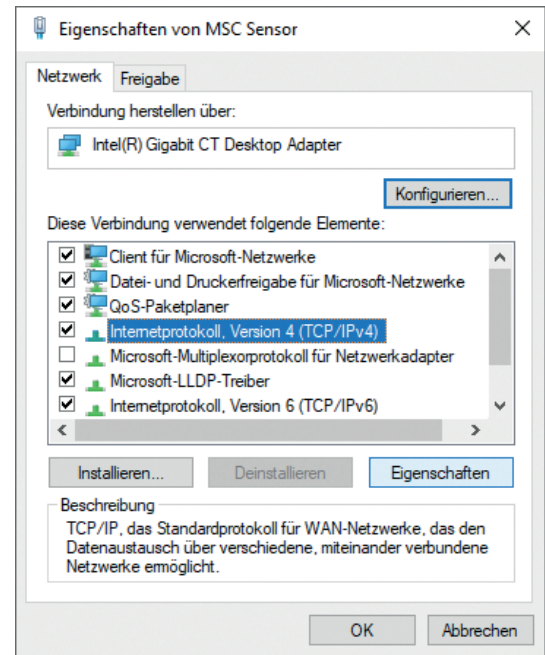 Eigenschaften von MSC Sensor
Netzwerk Freigabe
Verbindung herstellen über:
Intel(R) Gigabit CT Desktop Adapter
Konfigurieren...
Diese Verbindung verwendet folgende Elemente:
Client für Microsoft-Netzwerke
Datei- und Druckerfreigabe für Microsoft-Netzwerke
QoS-Paketplaner
Internetprotokoll, Version 4 (TCP/IPv4)
Microsoft-Multiplexorprotokoll für Netzwerkadapter
Microsoft-LLDP-Treiber
Internetprotokoll, Version 6 (TCP/IPv6)
Installieren... Deinstallieren Eigenschaften
Beschreibung
TCP/IP, das Standardprotokoll für WAN-Netzwerke, das den
Datenaustausch über verschiedene, miteinander verbundene
Netzwerke ermöglicht.
OK Abbrechen